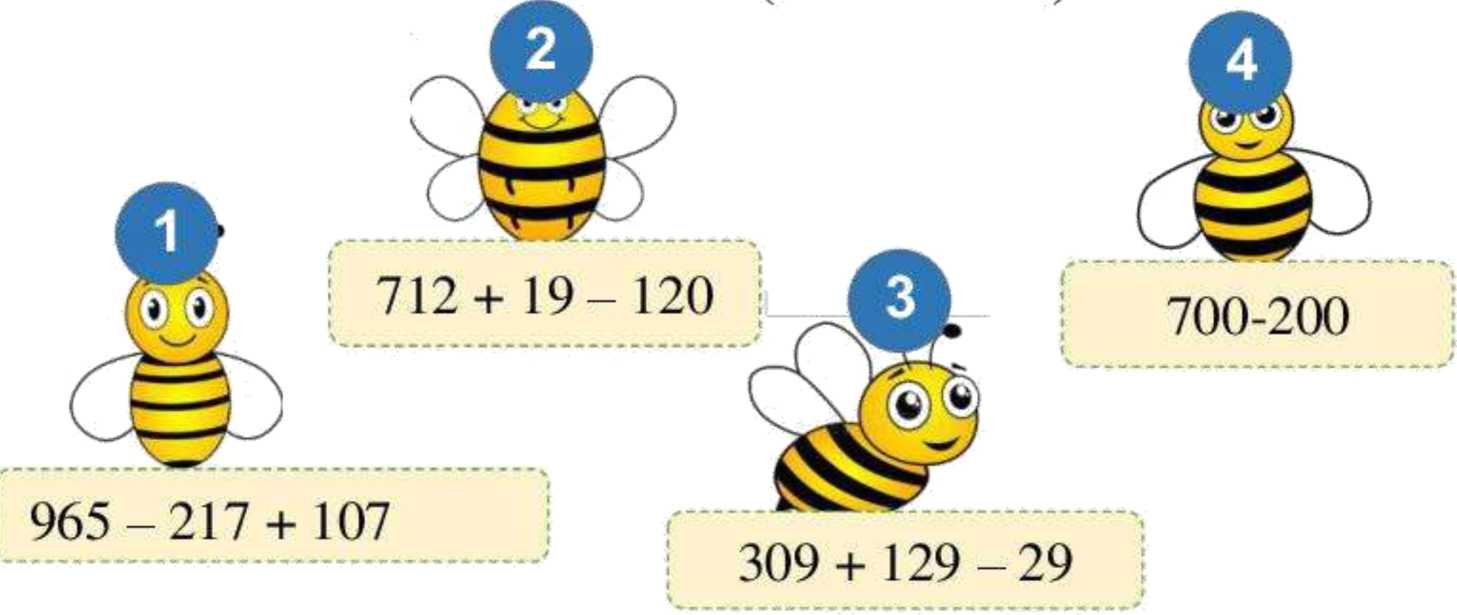 1
965 – 217 + 107
2
712 + 19 – 120
3
309 + 129 – 29
4
700-200